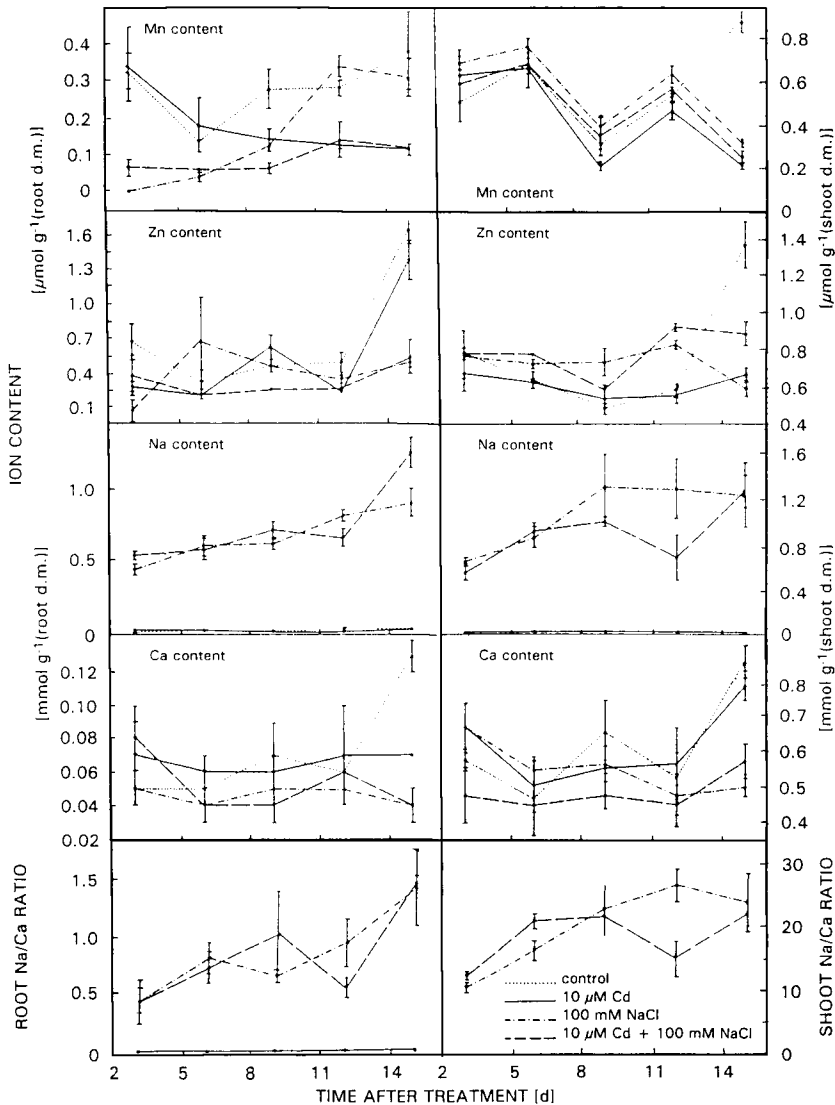 Mn content
0.4
0.3
0.2
0.1
0
[µmol g⁻¹(root d.m.)]
Mn content
0.8
0.6
0.4
0.2
0
[µmol g⁻¹(shoot d.m.)]
Zn content
1.6
1.3
1.0
0.7
0.4
0.1
Zn content
1.4
1.2
1.0
0.8
0.6
0.4
ION CONTENT
Na content
1.0
0.5
0
[mmol g⁻¹(root d.m.)]
Na content
1.6
1.2
0.8
0.4
0
[mmol g⁻¹(shoot d.m.)]
Ca content
0.12
0.10
0.08
0.06
0.04
0.02
Ca content
0.8
0.7
0.6
0.5
0.4
ROOT Na/Ca RATIO
1.5
1.0
0.5
0
SHOOT Na/Ca RATIO
30
20
10
0
control
10 µM Cd
100 mM NaCl
10 µM Cd + 100 mM NaCl
2 5 8 11 14 2 5 8 11 14
TIME AFTER TREATMENT [d]